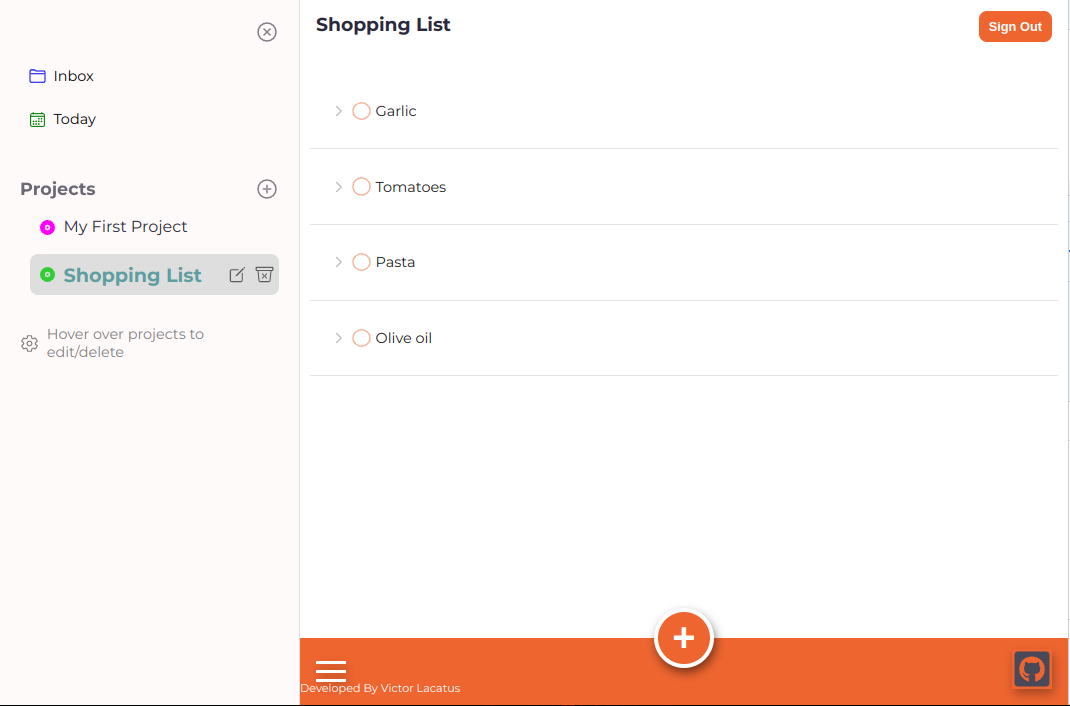 Inbox
Today
Projects
My First Project
Shopping List
Hover over projects to
edit/delete
Shopping List
Sign Out
Garlic
Tomatoes
Pasta
Olive oil
Developed By Victor Lacatus